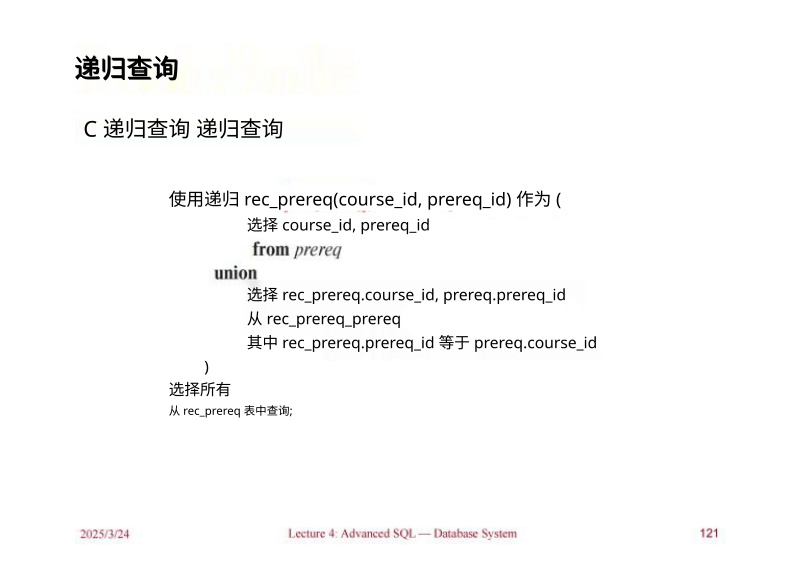 递归查询
C 递归查询 递归查询
使用递归 rec_prereq(course_id, prereq_id) 作为 (
选择 course_id, prereq_id
from prereq
union
选择 rec_prereq.course_id, prereq.prereq_id
从 rec_prereq_prereq
其中 rec_prereq.prereq_id 等于 prereq.course_id
)
选择所有
从 rec_prereq 表中查询;
2025/3/24 Lecture 4: Advanced SQL — Database System 121